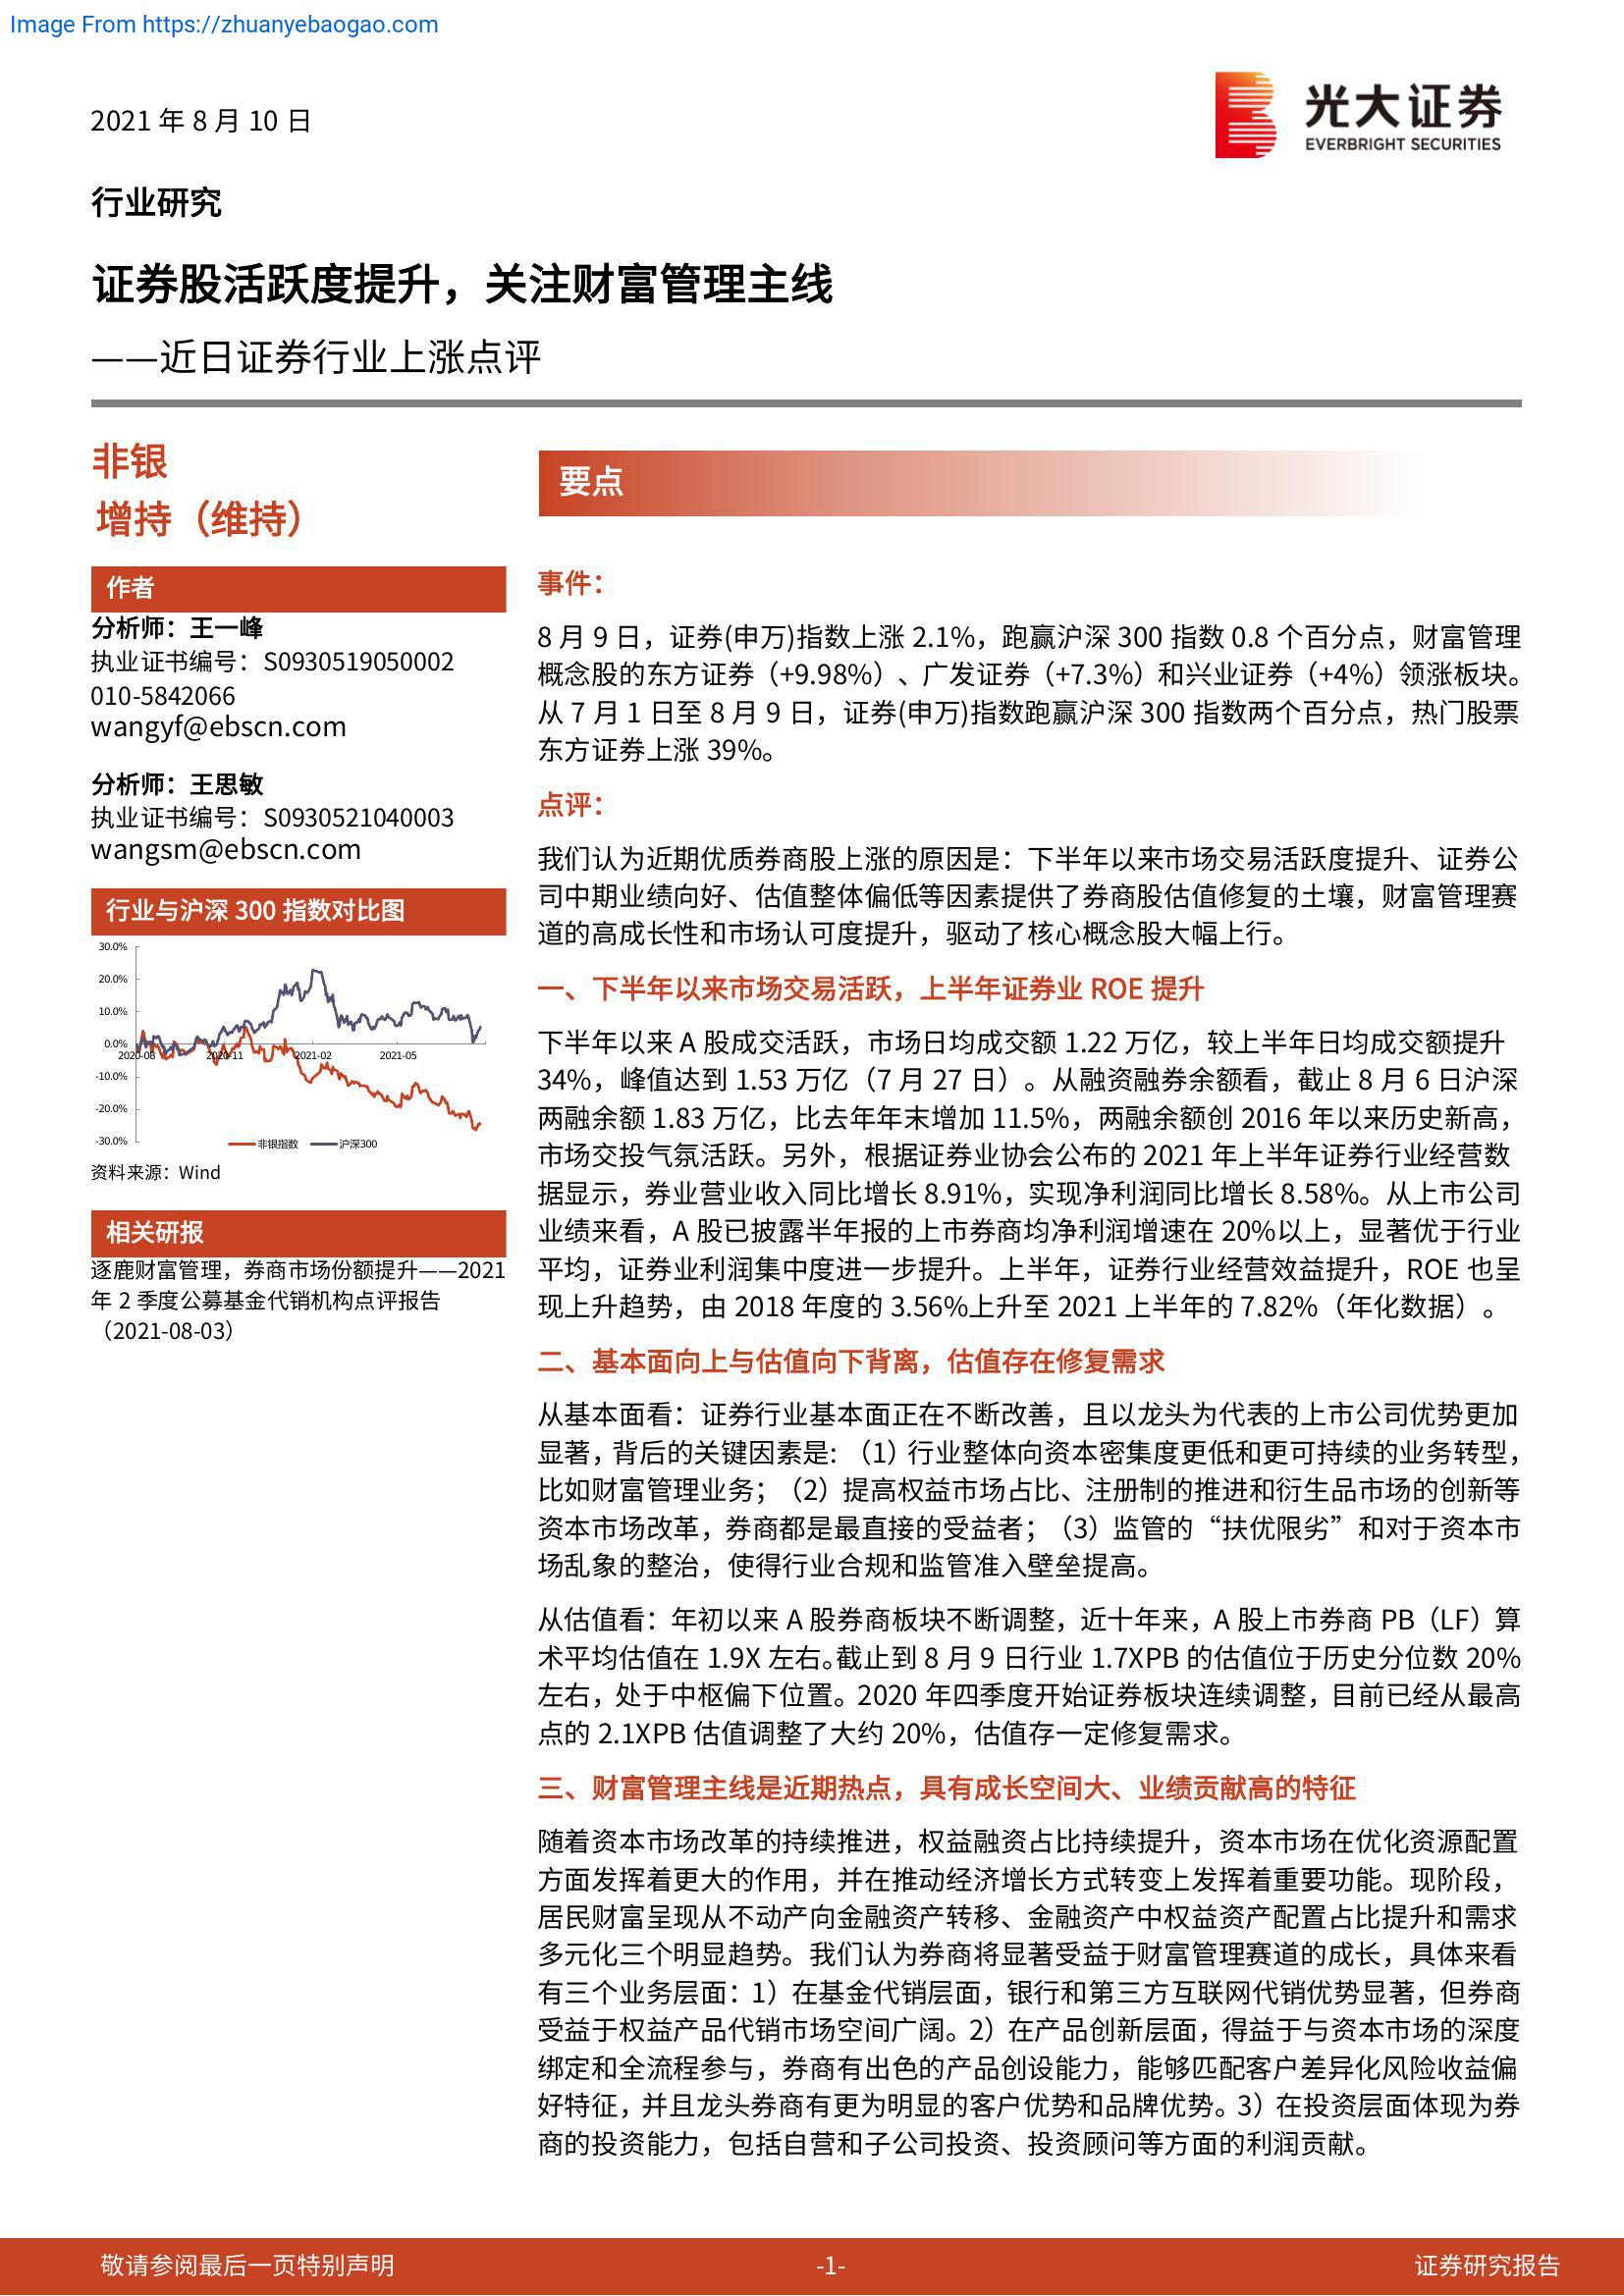 Image From https://zhuanyebaogao.com
2021 年 8 月 10 日
光大证券
EVERBRIGHT SECURITIES
行业研究
证券股活跃度提升，关注财富管理主线
——近日证券行业上涨点评
非银
增持（维持）
作者
分析师：王一峰
执业证书编号：S0930519050002
010-5842066
wangyf@ebscn.com
分析师：王思敏
执业证书编号：S0930521040003
wangsm@ebscn.com
行业与沪深 300 指数对比图
30.0%
20.0%
10.0%
0.0%
-10.0%
-20.0%
-30.0%
2020-08 2020-11 2021-02 2021-05
非银指数 沪深300
资料来源：Wind
相关研报
逐鹿财富管理，券商市场份额提升——2021
年 2 季度公募基金代销机构点评报告
（2021-08-03）
要点
事件：
8 月 9 日，证券(申万)指数上涨 2.1%，跑赢沪深 300 指数 0.8 个百分点，财富管理
概念股的东方证券（+9.98%）、广发证券（+7.3%）和兴业证券（+4%）领涨板块。
从 7 月 1 日至 8 月 9 日，证券(申万)指数跑赢沪深 300 指数两个百分点，热门股票
东方证券上涨 39%。
点评：
我们认为近期优质券商股上涨的原因是：下半年以来市场交易活跃度提升、证券公
司中期业绩向好、估值整体偏低等因素提供了券商股估值修复的土壤，财富管理赛
道的高成长性和市场认可度提升，驱动了核心概念股大幅上行。
一、下半年以来市场交易活跃，上半年证券业 ROE 提升
下半年以来 A 股成交活跃，市场日均成交额 1.22 万亿，较上半年日均成交额提升
34%，峰值达到 1.53 万亿（7 月 27 日）。从融资融券余额看，截止 8 月 6 日沪深
两融余额 1.83 万亿，比去年年末增加 11.5%，两融余额创 2016 年以来历史新高，
市场交投气氛活跃。另外，根据证券业协会公布的 2021 年上半年证券行业经营数
据显示，券业营业收入同比增长 8.91%，实现净利润同比增长 8.58%。从上市公司
业绩来看，A 股已披露半年报的上市券商均净利润增速在 20%以上，显著优于行业
平均，证券业利润集中度进一步提升。上半年，证券行业经营效益提升，ROE 也呈
现上升趋势，由 2018 年度的 3.56%上升至 2021 上半年的 7.82%（年化数据）。
二、基本面向上与估值向下背离，估值存在修复需求
从基本面看：证券行业基本面正在不断改善，且以龙头为代表的上市公司优势更加
显著，背后的关键因素是：（1）行业整体向资本密集度更低和更可持续的业务转型，
比如财富管理业务；（2）提高权益市场占比、注册制的推进和衍生品市场的创新等
资本市场改革，券商都是最直接的受益者；（3）监管的“扶优限劣”和对于资本市
场乱象的整治，使得行业合规和监管准入壁垒提高。
从估值看：年初以来 A 股券商板块不断调整，近十年来，A 股上市券商 PB（LF）算
术平均估值在 1.9X 左右。截止到 8 月 9 日行业 1.7XPB 的估值位于历史分位数 20%
左右，处于中枢偏下位置。2020 年四季度开始证券板块连续调整，目前已经从最高
点的 2.1XPB 估值调整了大约 20%，估值存一定修复需求。
三、财富管理主线是近期热点，具有成长空间大、业绩贡献高的特征
随着资本市场改革的持续推进，权益融资占比持续提升，资本市场在优化资源配置
方面发挥着更大的作用，并在推动经济增长方式转变上发挥着重要功能。现阶段，
居民财富呈现从不动产向金融资产转移、金融资产中权益资产配置占比提升和需求
多元化三个明显趋势。我们认为券商将显著受益于财富管理赛道的成长，具体来看
有三个业务层面：1）在基金代销层面，银行和第三方互联网代销优势显著，但券商
受益于权益产品代销市场空间广阔。2）在产品创新层面，得益于与资本市场的深度
绑定和全流程参与，券商有出色的产品创设能力，能够匹配客户差异化风险收益偏
好特征，并且龙头券商有更为明显的客户优势和品牌优势。3）在投资层面体现为券
商的投资能力，包括自营和子公司投资、投资顾问等方面的利润贡献。
敬请参阅最后一页特别声明
-1-
证券研究报告